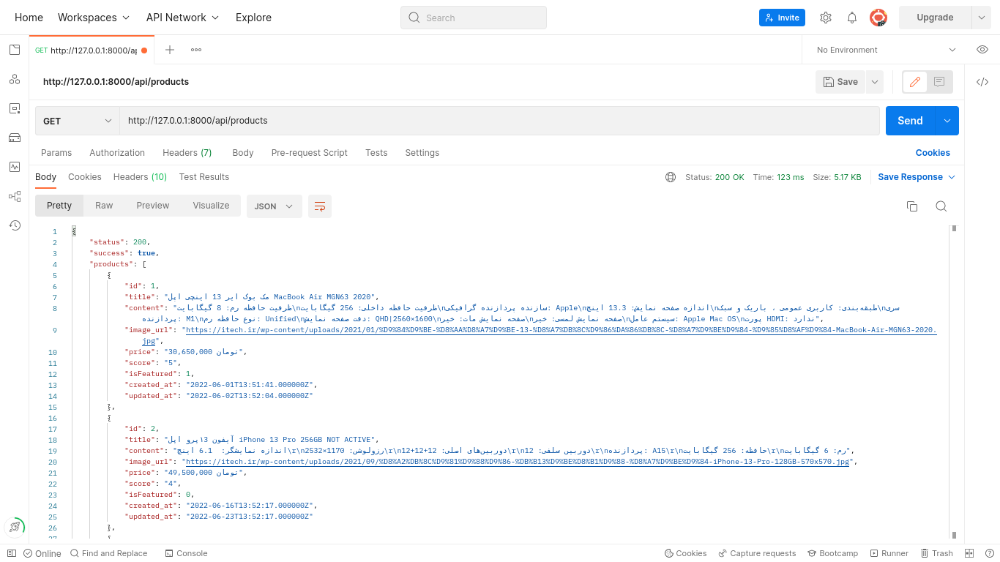 Home Workspaces API Network Explore Search Invite Upgrade
GET http://127.0.0.1:8000/ap No Environment
http://127.0.0.1:8000/api/products Save
GET http://127.0.0.1:8000/api/products Send
Params Authorization Headers (7) Body Pre-request Script Tests Settings Cookies
Body Cookies Headers (10) Test Results Status: 200 OK Time: 123 ms Size: 5.17 KB Save Response
Pretty Raw Preview Visualize JSON
1 {
2 "status": 200,
3 "success": true,
4 "products": [
5 {
6 "id": 1,
7 "title": "مک بوک ایر 13 اینچی اپل MacBook Air MGN63 2020",
8 "content": "ظرفیت حافظه رم: 8 گیگابایت\nظرفیت حافظه داخلی: 256 گیگابایت\nسازنده پردازنده گرافیکی: Apple\nاندازه صفحه نمایش: 13.3 اینچ\nطبقه‌بندی: کاربری عمومی ، باریک و سبک\nسری
پردازنده: M1\nنوع حافظه رم: Unified\nدقت صفحه نمایش: QHD|2560×1600\nصفحه نمایش مات: خیر\nصفحه نمایش لمسی: خیر\nسیستم عامل: Apple Mac OS\nپورت HDMI: ندارد",
9 "image_url": "https://itech.ir/wp-content/uploads/2021/01/%D9%84%D9%BE-%D8%AA%D8%A7%D9%BE-13-%D8%A7%DB%8C%D9%86%DA%86%DB%8C-%D8%A7%D9%BE%D9%84-%D9%85%D8%AF%D9%84-MacBook-Air-MGN63-2020.
jpg",
10 "price": "30,650,000 تومان",
11 "score": "5",
12 "isFeatured": 1,
13 "created_at": "2022-06-01T13:51:41.000000Z",
14 "updated_at": "2022-06-02T13:52:04.000000Z"
15 },
16 {
17 "id": 2,
18 "title": "آیفون ۱۳پرو اپل iPhone 13 Pro 256GB NOT ACTIVE",
19 "content": "اندازه نمایشگر:  6.1 اینچ\r\nرزولوشن: 1170×2532\r\nدوربین‌های اصلی: 12+12+12\r\nدوربین سلفی: 12\r\nپردازنده: A15\r\nحافظه: 256 گیگابایت\r\nرم: 6 گیگابایت",
20 "image_url": "https://itech.ir/wp-content/uploads/2021/09/%D8%A2%DB%8C%D9%81%D9%88%D9%86-%DB%B13%D9%BE%D8%B1%D9%88-%D8%A7%D9%BE%D9%84-iPhone-13-Pro-128GB-570x570.jpg",
21 "price": "49,500,000 تومان",
22 "score": "4",
23 "isFeatured": 0,
24 "created_at": "2022-06-16T13:52:17.000000Z",
25 "updated_at": "2022-06-23T13:52:17.000000Z"
26 },
27 {
Online Find and Replace Console Cookies Capture requests Bootcamp Runner Trash